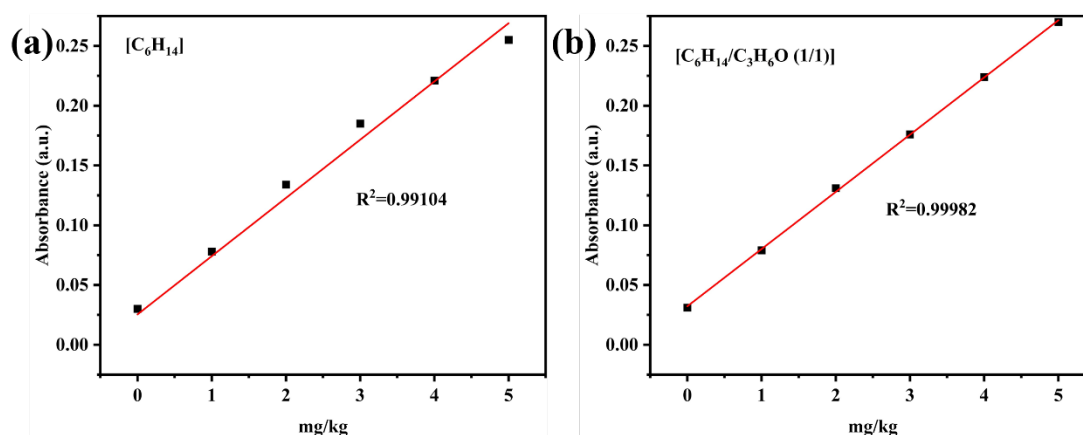 (a)
[C₆H₁₄]
R²=0.99104
Absorbance (a.u.)
0.25
0.20
0.15
0.10
0.05
0.00
0 1 2 3 4 5
mg/kg
(b)
[C₆H₁₄/C₃H₆O (1/1)]
R²=0.99982
Absorbance (a.u.)
0.25
0.20
0.15
0.10
0.05
0.00
0 1 2 3 4 5
mg/kg